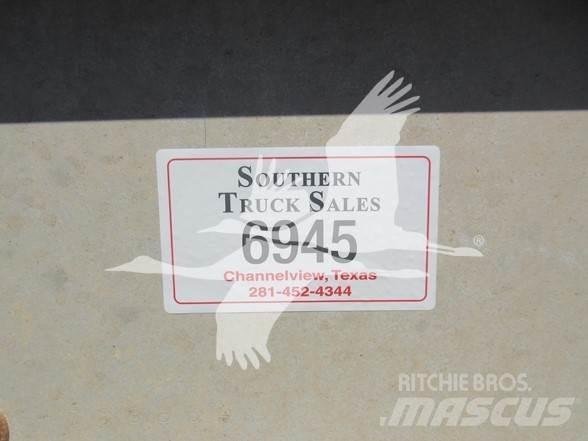 SOUTHERN
TRUCK SALES
6945
Channelview, Texas
281-452-4344
®
RITCHIE BROS.
MASCUS